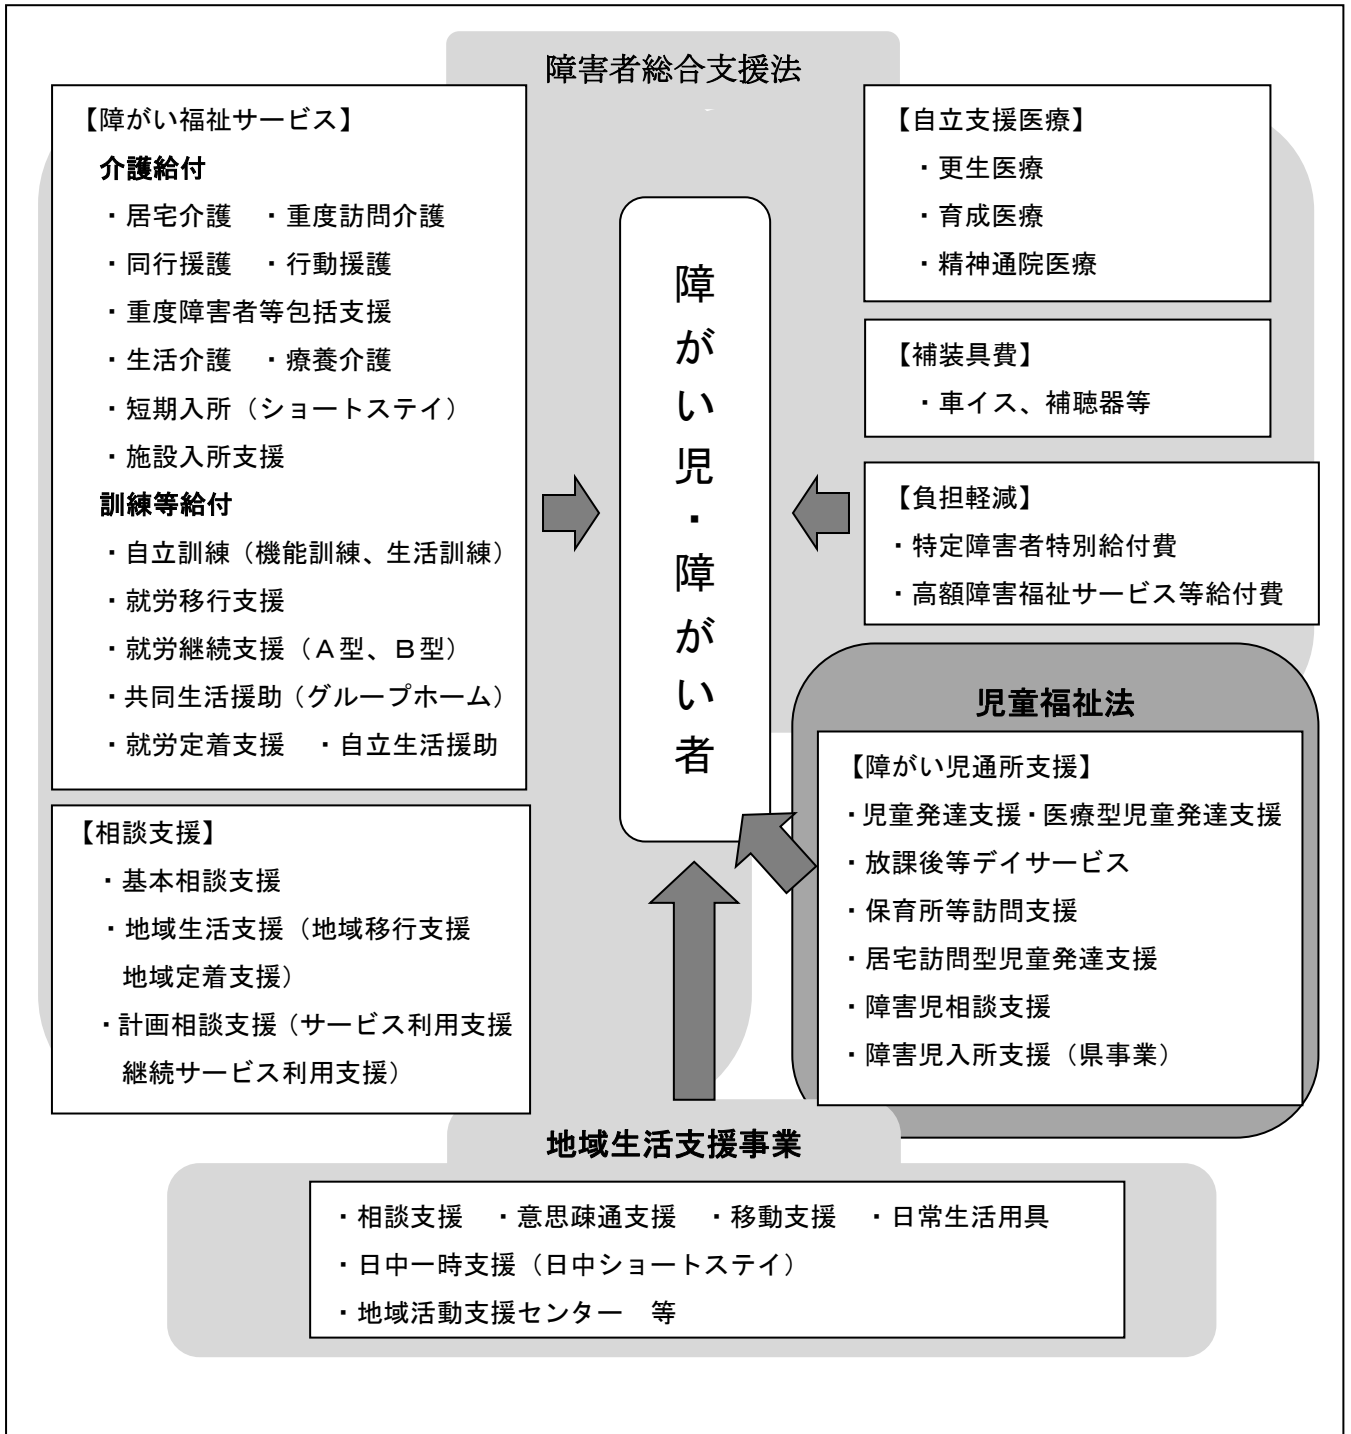 障害者総合支援法
【障がい福祉サービス】
介護給付
・居宅介護　・重度訪問介護
・同行援護　・行動援護
・重度障害者等包括支援
・生活介護　・療養介護
・短期入所（ショートステイ）
・施設入所支援
訓練等給付
・自立訓練（機能訓練、生活訓練）
・就労移行支援
・就労継続支援（Ａ型、Ｂ型）
・共同生活援助（グループホーム）
・就労定着支援　・自立生活援助
【相談支援】
・基本相談支援
・地域生活支援（地域移行支援
地域定着支援）
・計画相談支援（サービス利用支援
継続サービス利用支援）
障がい児・障がい者
【自立支援医療】
・更生医療
・育成医療
・精神通院医療
【補装具費】
・車イス、補聴器等
【負担軽減】
・特定障害者特別給付費
・高額障害福祉サービス等給付費
児童福祉法
【障がい児通所支援】
・児童発達支援・医療型児童発達支援
・放課後等デイサービス
・保育所等訪問支援
・居宅訪問型児童発達支援
・障害児相談支援
・障害児入所支援（県事業）
地域生活支援事業
・相談支援　・意思疎通支援　・移動支援　・日常生活用具
・日中一時支援（日中ショートステイ）
・地域活動支援センター　等